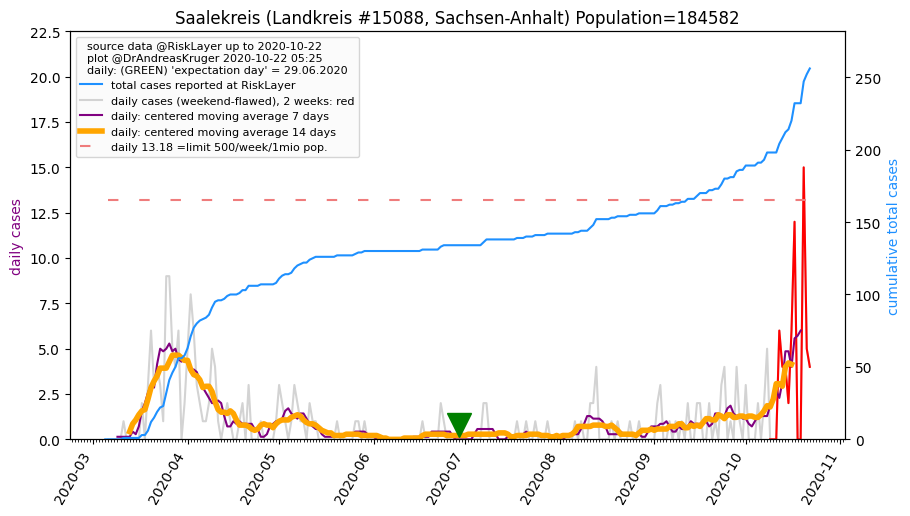 Saalekreis (Landkreis #15088, Sachsen-Anhalt) Population=184582
source data @RiskLayer up to 2020-10-22
plot @DrAndreasKruger 2020-10-22 05:25
daily: (GREEN) 'expectation day' = 29.06.2020
total cases reported at RiskLayer
daily cases (weekend-flawed), 2 weeks: red
daily: centered moving average 7 days
daily: centered moving average 14 days
daily 13.18 =limit 500/week/1mio pop.
daily cases
22.5
20.0
17.5
15.0
12.5
10.0
7.5
5.0
2.5
0.0
cumulative total cases
250
200
150
100
50
0
2020-03
2020-04
2020-05
2020-06
2020-07
2020-08
2020-09
2020-10
2020-11